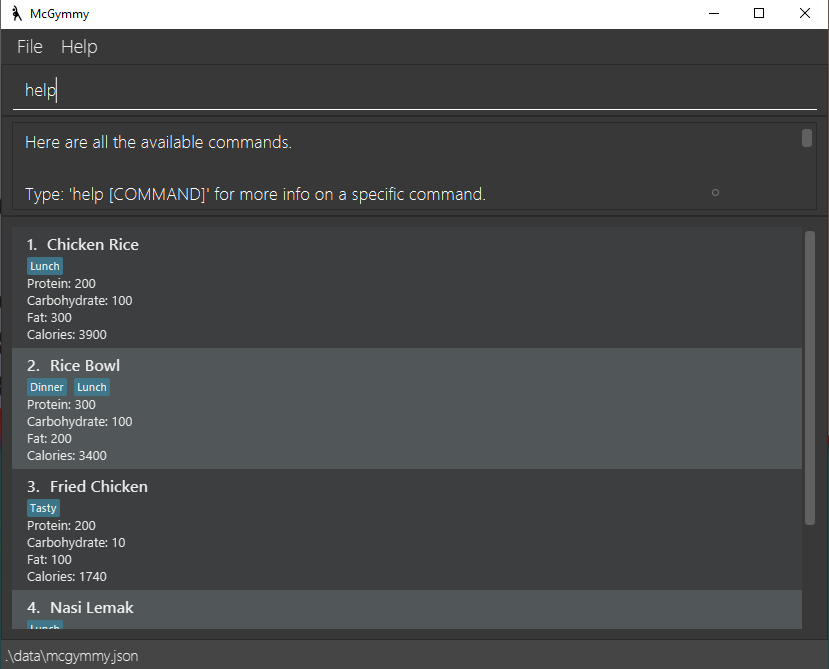 McGymmy
File Help
help
Here are all the available commands.
Type: 'help [COMMAND]' for more info on a specific command.
1. Chicken Rice
Lunch
Protein: 200
Carbohydrate: 100
Fat: 300
Calories: 3900
2. Rice Bowl
Dinner Lunch
Protein: 300
Carbohydrate: 100
Fat: 200
Calories: 3400
3. Fried Chicken
Tasty
Protein: 200
Carbohydrate: 10
Fat: 100
Calories: 1740
4. Nasi Lemak
Lunch
.\data\mcgymmy.json